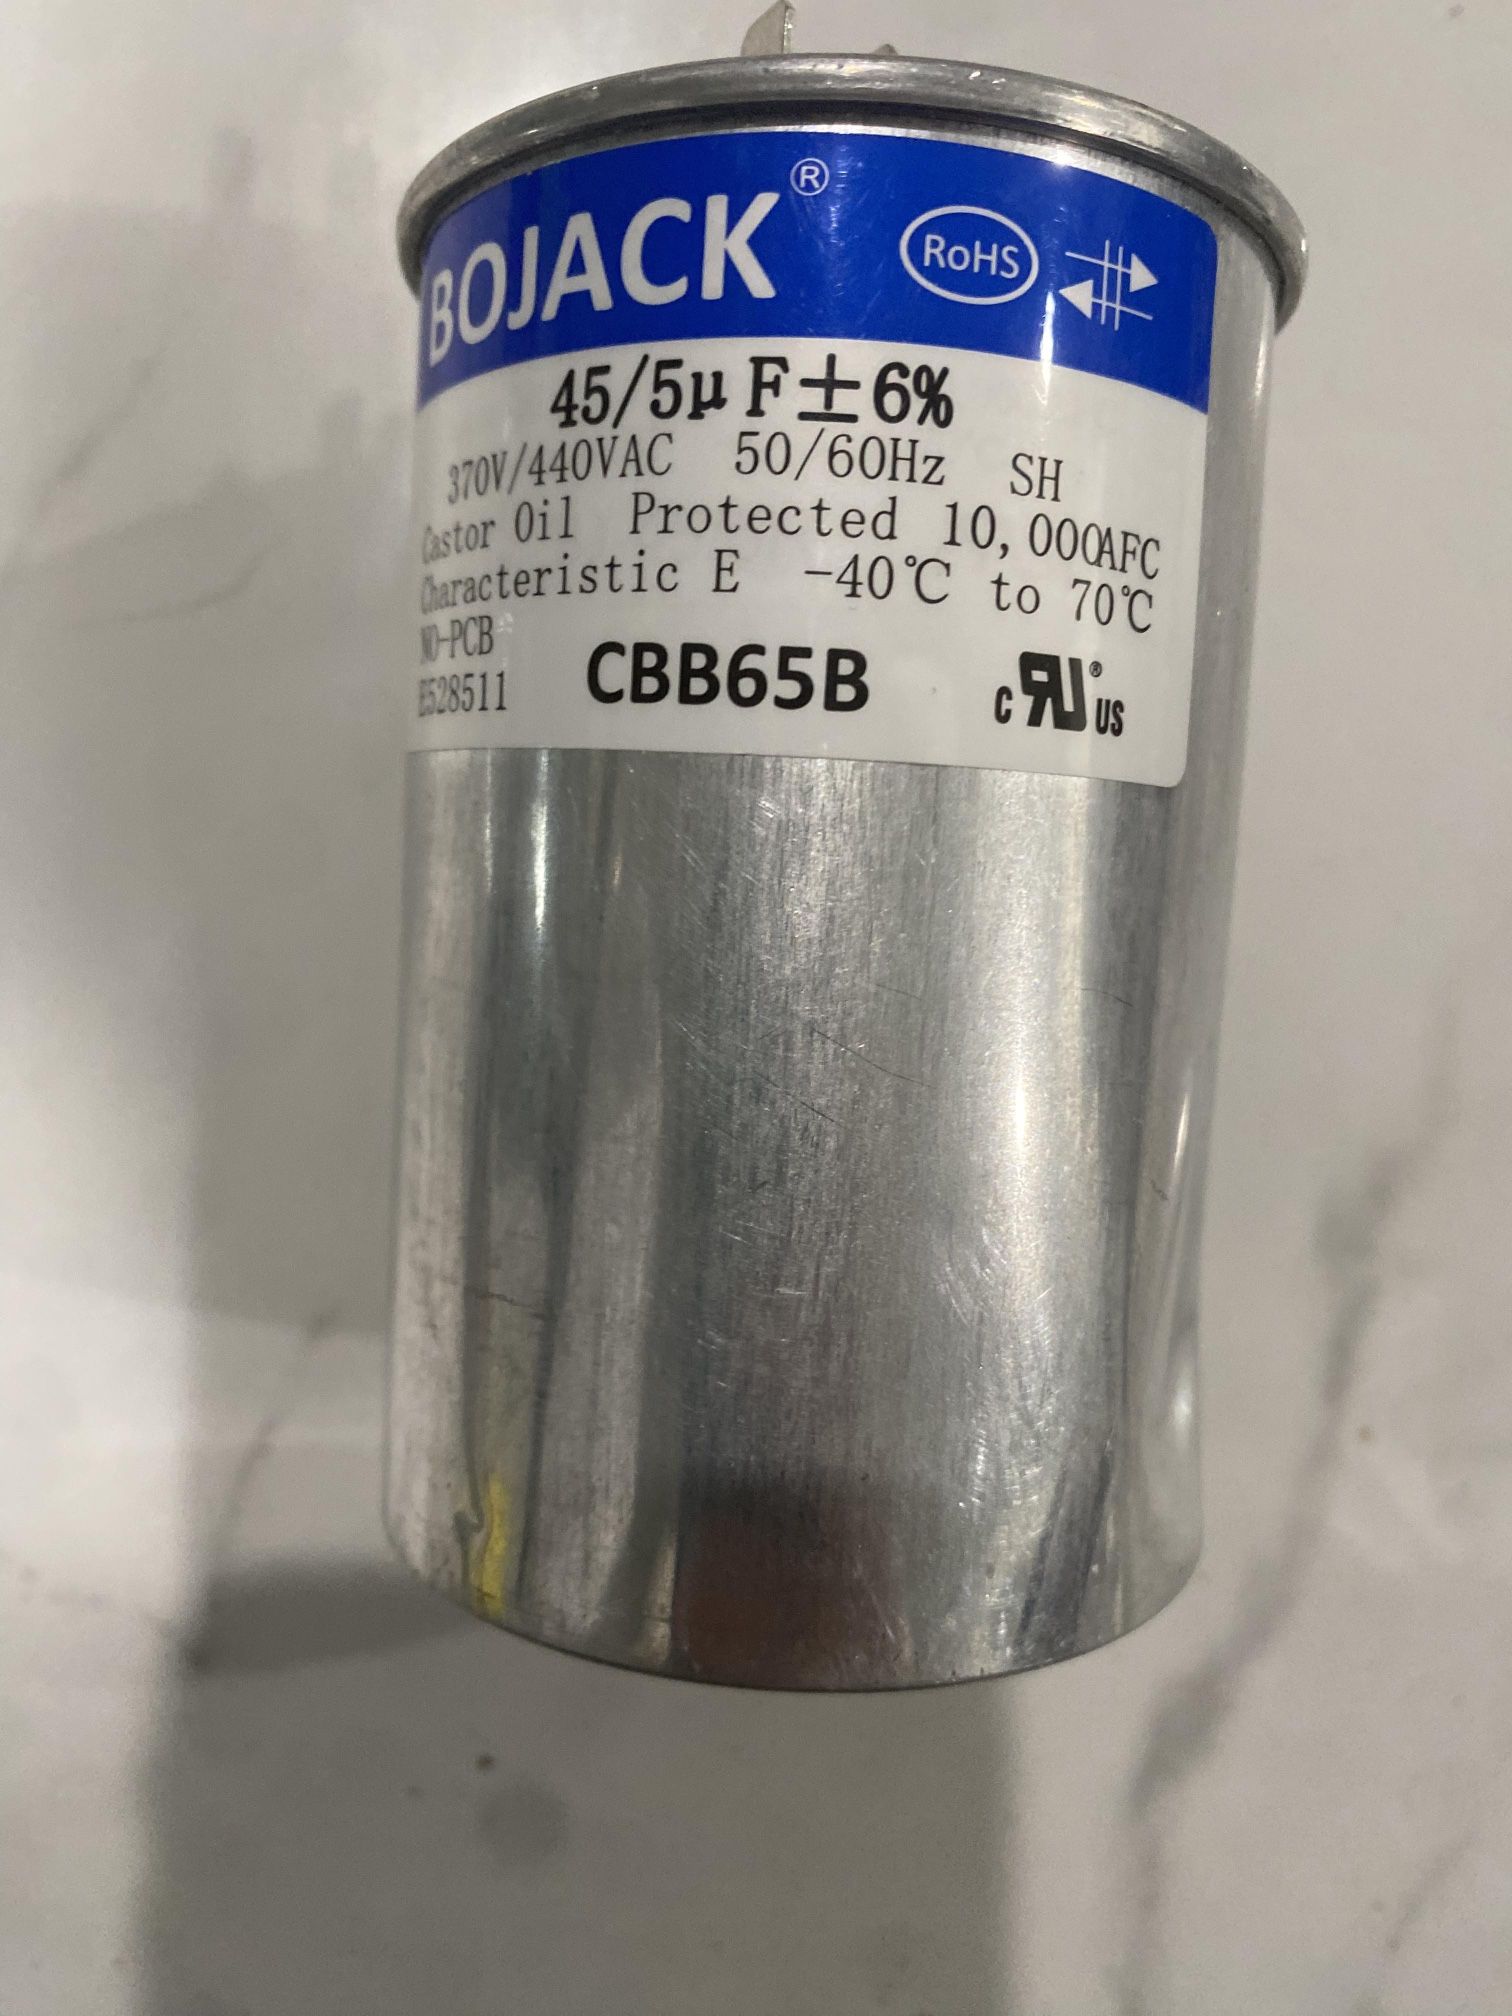 BOJACK®
RoHS
45/5μF±6%
370V/440VAC 50/60Hz SH
Castor Oil Protected 10,000AFC
Characteristic E -40℃ to 70℃
NO-PCB
E528511
CBB65B
c RU® US